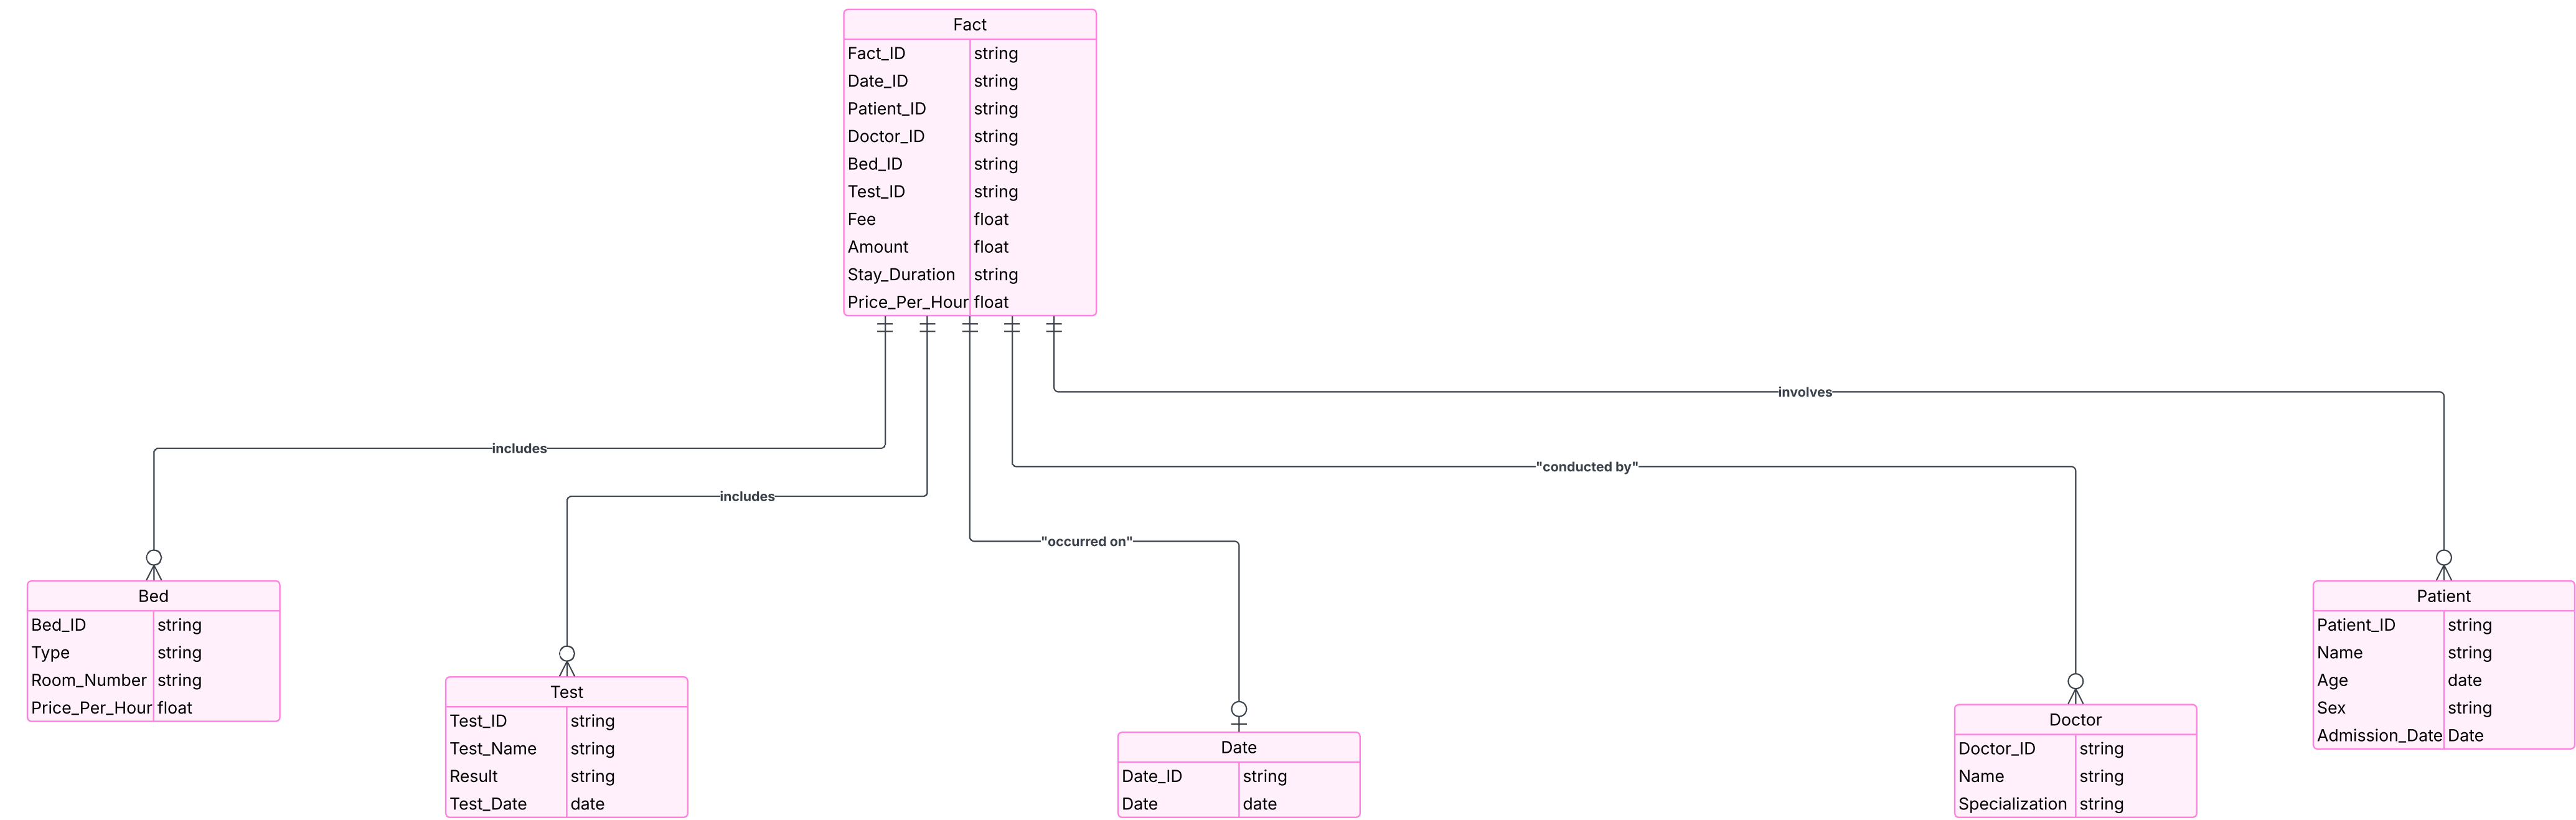 Fact
Fact_ID string
Date_ID string
Patient_ID string
Doctor_ID string
Bed_ID string
Test_ID string
Fee float
Amount float
Stay_Duration string
Price_Per_Hour float
involves
includes
"conducted by"
includes
"occurred on"
Bed
Bed_ID string
Type string
Room_Number string
Price_Per_Hour float
Test
Test_ID string
Test_Name string
Result string
Test_Date date
Date
Date_ID string
Date date
Doctor
Doctor_ID string
Name string
Specialization string
Patient
Patient_ID string
Name string
Age date
Sex string
Admission_Date Date